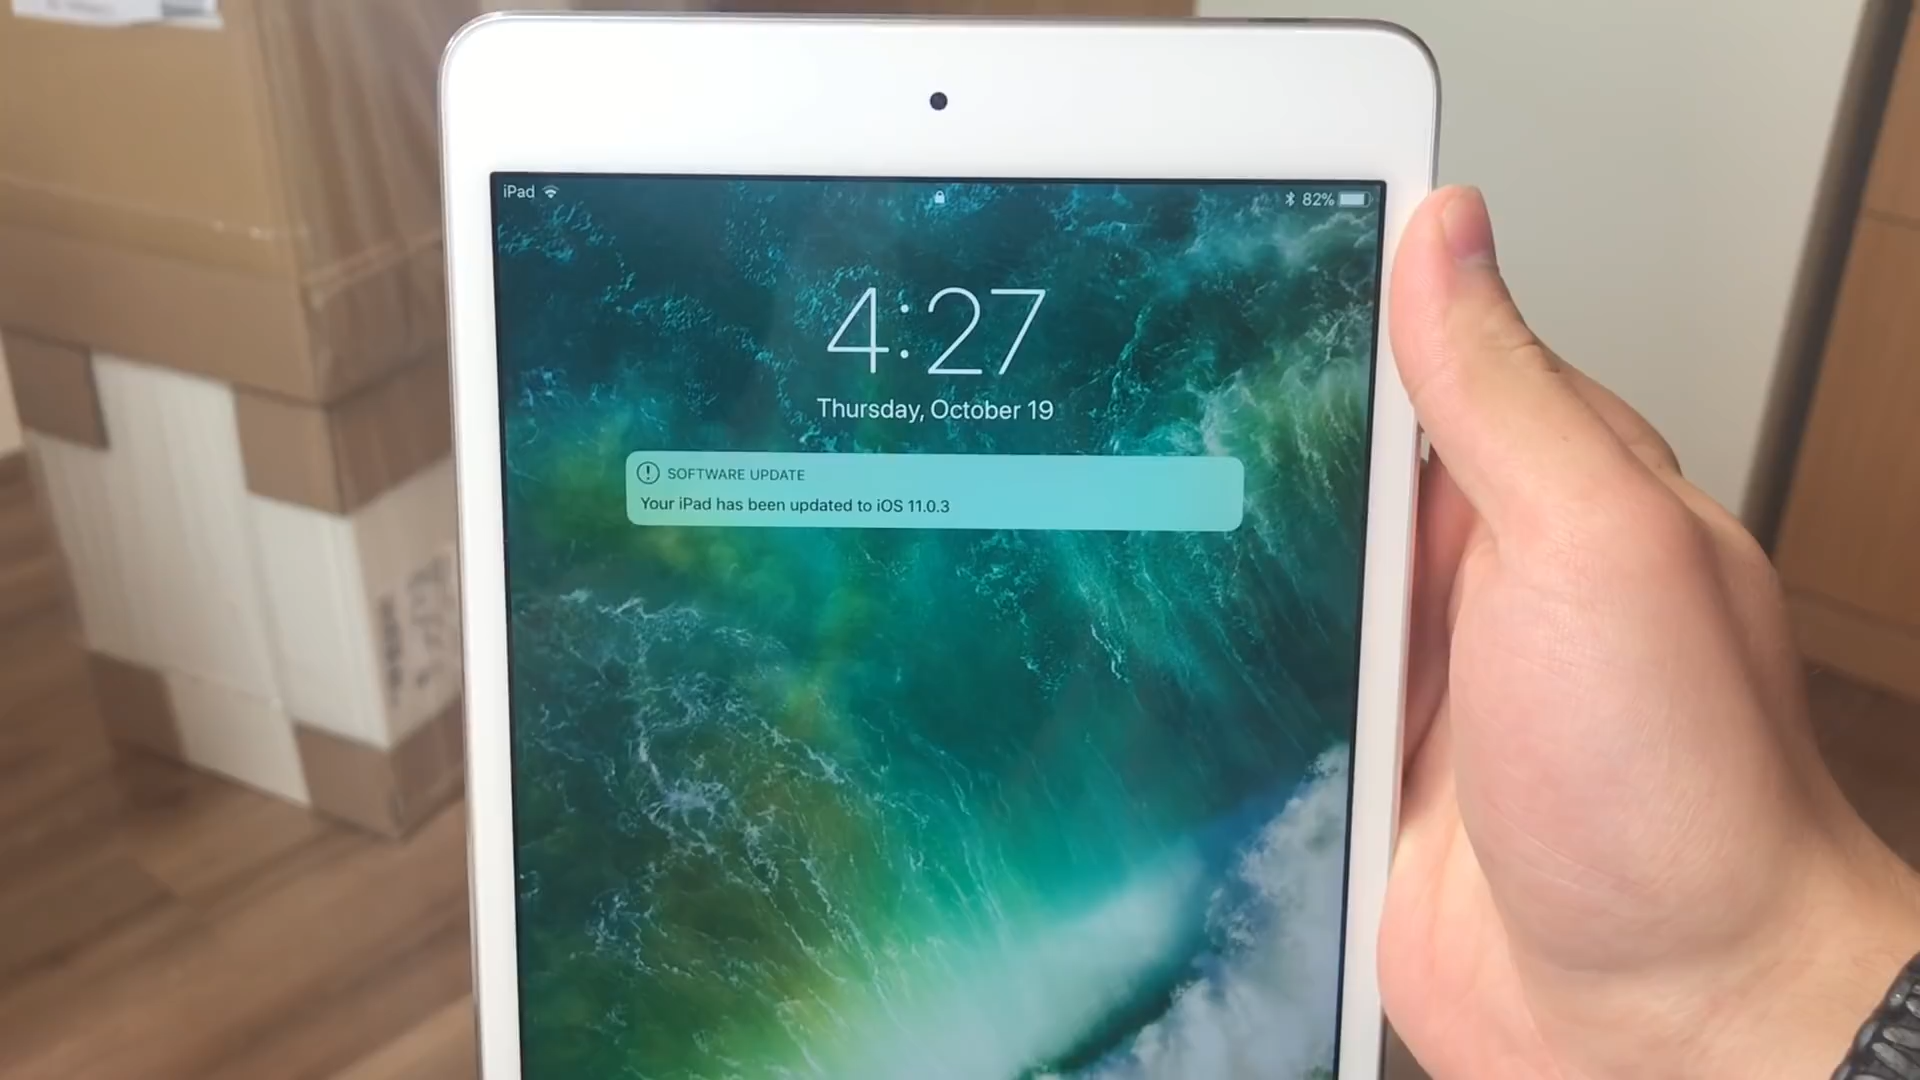 iPad
82%
4:27
Thursday, October 19
SOFTWARE UPDATE
Your iPad has been updated to iOS 11.0.3